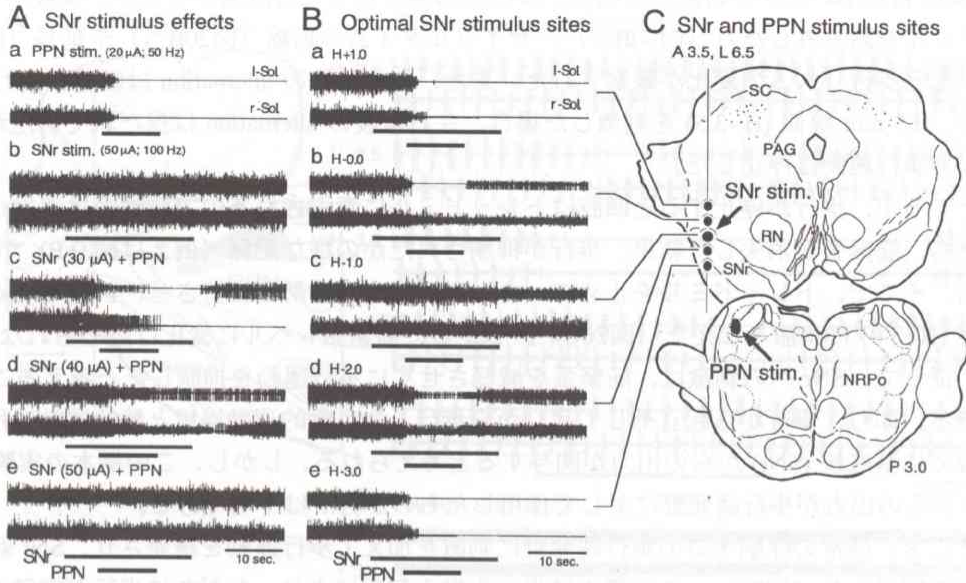 A SNr stimulus effects
a PPN stim. (20 μA; 50 Hz)
l-Sol
r-Sol
b SNr stim. (50 μA; 100 Hz)
c SNr (30 μA) + PPN
d SNr (40 μA) + PPN
e SNr (50 μA) + PPN
SNr
PPN
10 sec.
B Optimal SNr stimulus sites
a H+1.0
l-Sol
r-Sol
b H-0.0
c H-1.0
d H-2.0
e H-3.0
SNr
PPN
10 sec.
C SNr and PPN stimulus sites
A 3.5, L 6.5
SC
PAG
SNr stim.
RN
SNr
PPN stim.
NRPo
P 3.0